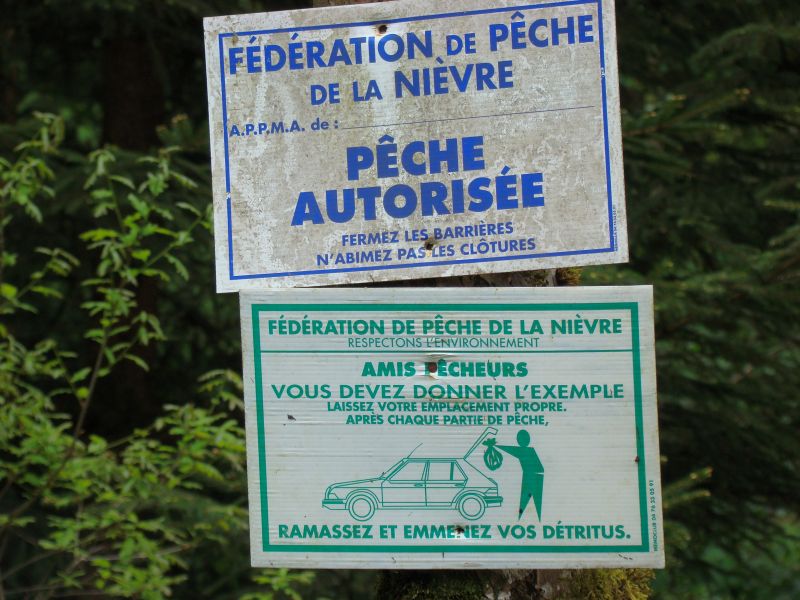 FÉDÉRATION DE PÊCHE
DE LA NIÈVRE
A.P.P.M.A. de :
PÊCHE
AUTORISÉE
FERMEZ LES BARRIÈRES
N'ABIMEZ PAS LES CLÔTURES
FÉDÉRATION DE PÊCHE DE LA NIÈVRE
RESPECTONS L'ENVIRONNEMENT
AMIS PÊCHEURS
VOUS DEVEZ DONNER L'EXEMPLE
LAISSEZ VOTRE EMPLACEMENT PROPRE.
APRÈS CHAQUE PARTIE DE PÊCHE,
RAMASSEZ ET EMMENEZ VOS DÉTRITUS.